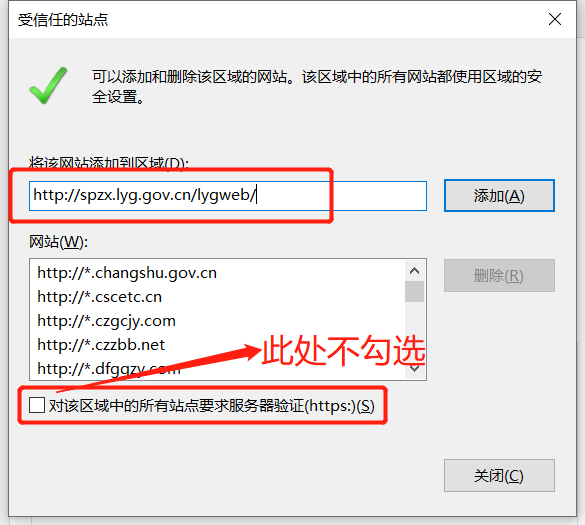 受信任的站点
可以添加和删除该区域的网站。该区域中的所有网站都使用区域的安
全设置。
将该网站添加到区域(D):
http://spzx.lyg.gov.cn/lygweb/
添加(A)
网站(W):
http://*.changshu.gov.cn
http://*.cscetc.cn
http://*.czgcjy.com
http://*.czzbb.net
http://*.dfggzy.com
删除(R)
此处不勾选
对该区域中的所有站点要求服务器验证(https:)(S)
关闭(C)